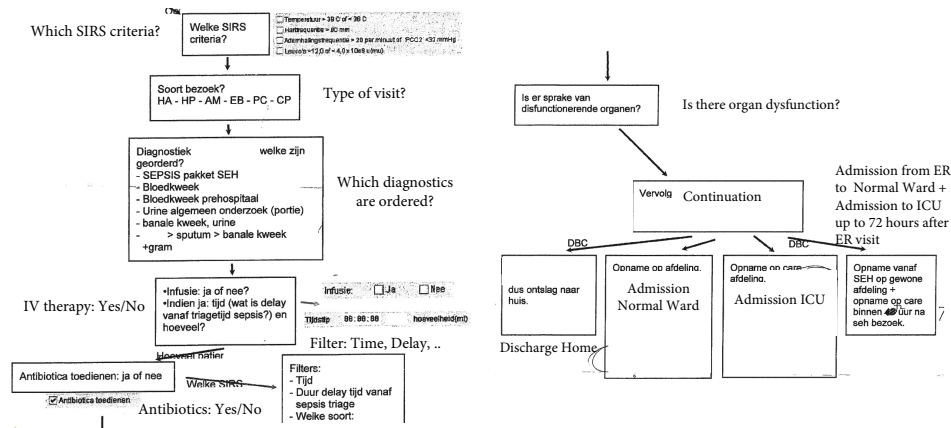 Which SIRS criteria?
Welke SIRS
criteria?
Temperatuur > 38 C of < 36 C
Hartfrequentie > 90 mm
Ademhalingsfrequentie > 20 per minuut of PCO2 <32 mmHg
Leuco's >12,0 of < 4,0 x 10e9
Soort bezoek?
HA - HP - AM - EB - PC - CP
Type of visit?
Diagnostiek welke zijn
georderd?
- SEPSIS pakket SEH
- Bloedkweek
- Bloedkweek prehospitaal
- Urine algemeen onderzoek (portie)
- banale kweek, urine
- > sputum > banale kweek
+gram
Which diagnostics
are ordered?
IV therapy: Yes/No
•Infusie: ja of nee?
•Indien ja: tijd (wat is delay
vanaf triagetijd sepsis?) en
hoeveel?
Infusie: Ja Nee
Tijdstip 00:00:00 hoeveelheid(ml)
Filter: Time, Delay, ..
Hoeveel patier
Antibiotica toedienen: ja of nee
Antibiotica toedienen
Antibiotics: Yes/No
Welke SIRS
Filters:
- Tijd
- Duur delay tijd vanaf
sepsis triage
- Welke soort:
Is er sprake van
disfunctionerende organen?
Is there organ dysfunction?
Vervolg Continuation
Admission from ER
to Normal Ward +
Admission to ICU
up to 72 hours after
ER visit
DBC
DBC
dus ontslag naar
huis.
Discharge Home
Opname op afdeling.
Admission
Normal Ward
Opname op care
afdeling.
Admission ICU
Opname vanaf
SEH op gewone
afdeling +
opname op care
binnen uur na
seh bezoek.